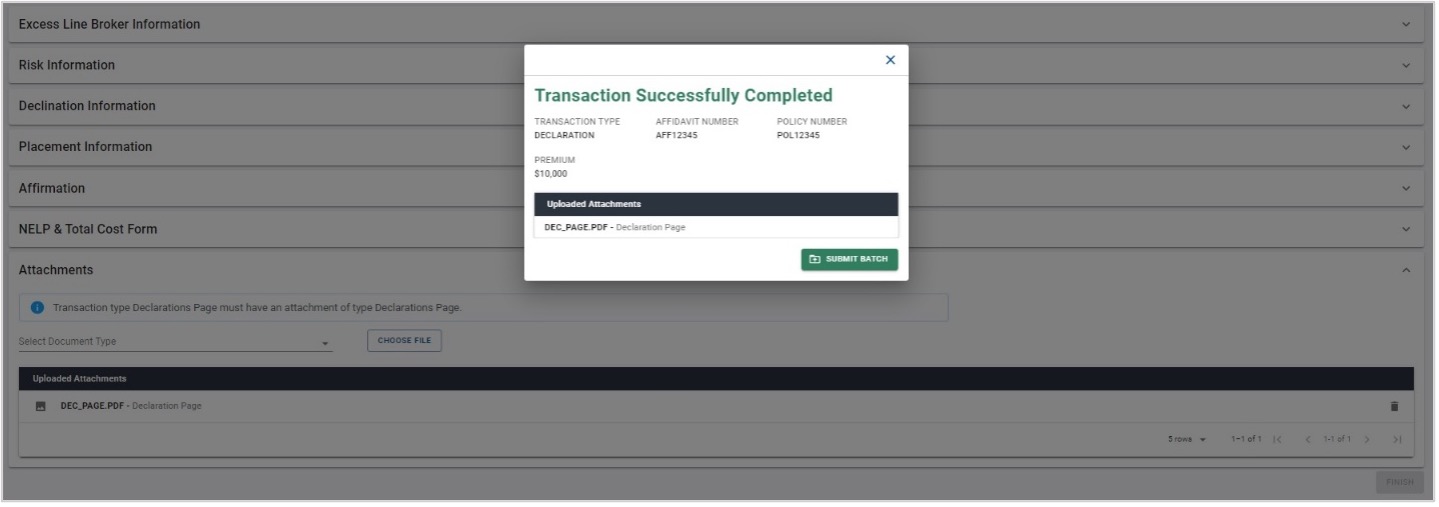 Excess Line Broker Information
Risk Information
Declination Information
Placement Information
Affirmation
NELP & Total Cost Form
Attachments
Transaction type Declarations Page must have an attachment of type Declarations Page.
Select Document Type
CHOOSE FILE
Uploaded Attachments
DEC_PAGE.PDF - Declaration Page
5 rows 1-1 of 1 1-1 of 1
FINISH
Transaction Successfully Completed
TRANSACTION TYPE AFFIDAVIT NUMBER POLICY NUMBER
DECLARATION AFF12345 POL12345
PREMIUM
$10,000
Uploaded Attachments
DEC_PAGE.PDF - Declaration Page
SUBMIT BATCH